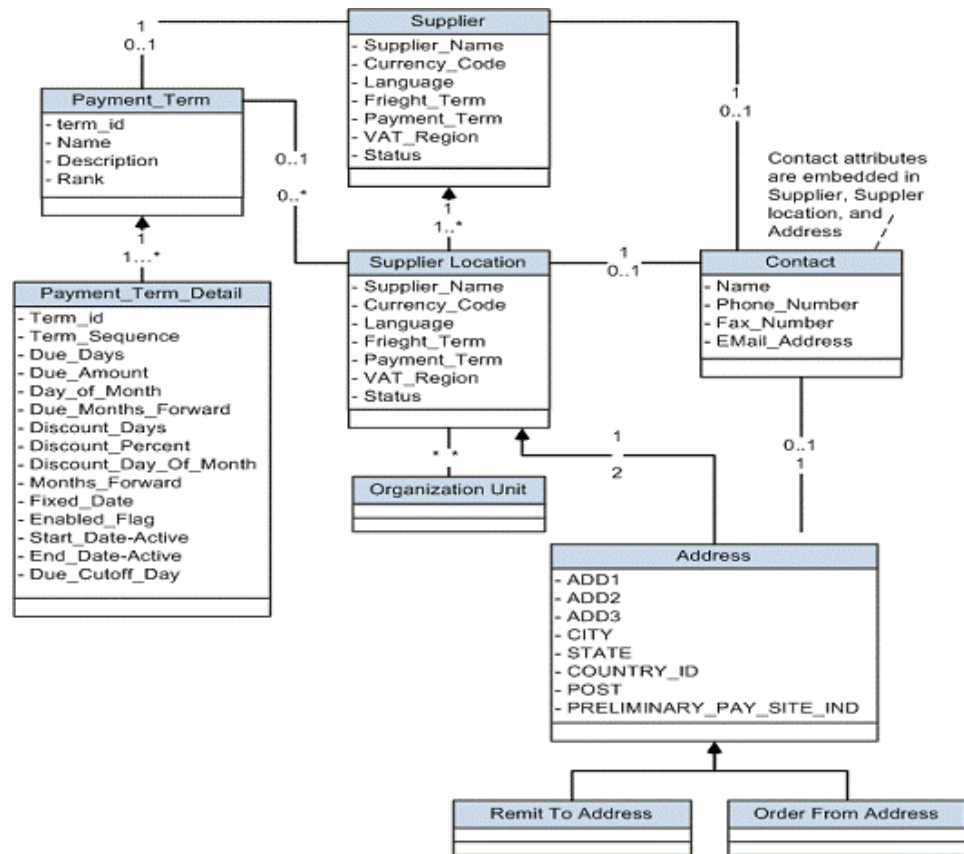 Supplier
- Supplier_Name
- Currency_Code
- Language
- Frieght_Term
- Payment_Term
- VAT_Region
- Status
1
0..1
Payment_Term
- term_id
- Name
- Description
- Rank
0..1
0..*
1
0..1
Contact attributes
are embedded in
Supplier, Suppler
location, and
Address
1
1..*
1
1...*
Supplier Location
- Supplier_Name
- Currency_Code
- Language
- Frieght_Term
- Payment_Term
- VAT_Region
- Status
1
0..1
Contact
- Name
- Phone_Number
- Fax_Number
- EMail_Address
Payment_Term_Detail
- Term_id
- Term_Sequence
- Due_Days
- Due_Amount
- Day_of_Month
- Due_Months_Forward
- Discount_Days
- Discount_Percent
- Discount_Day_Of_Month
- Months_Forward
- Fixed_Date
- Enabled_Flag
- Start_Date-Active
- End_Date-Active
- Due_Cutoff_Day
* *
Organization Unit
1
2
0..1
1
Address
- ADD1
- ADD2
- ADD3
- CITY
- STATE
- COUNTRY_ID
- POST
- PRELIMINARY_PAY_SITE_IND
Remit To Address
Order From Address